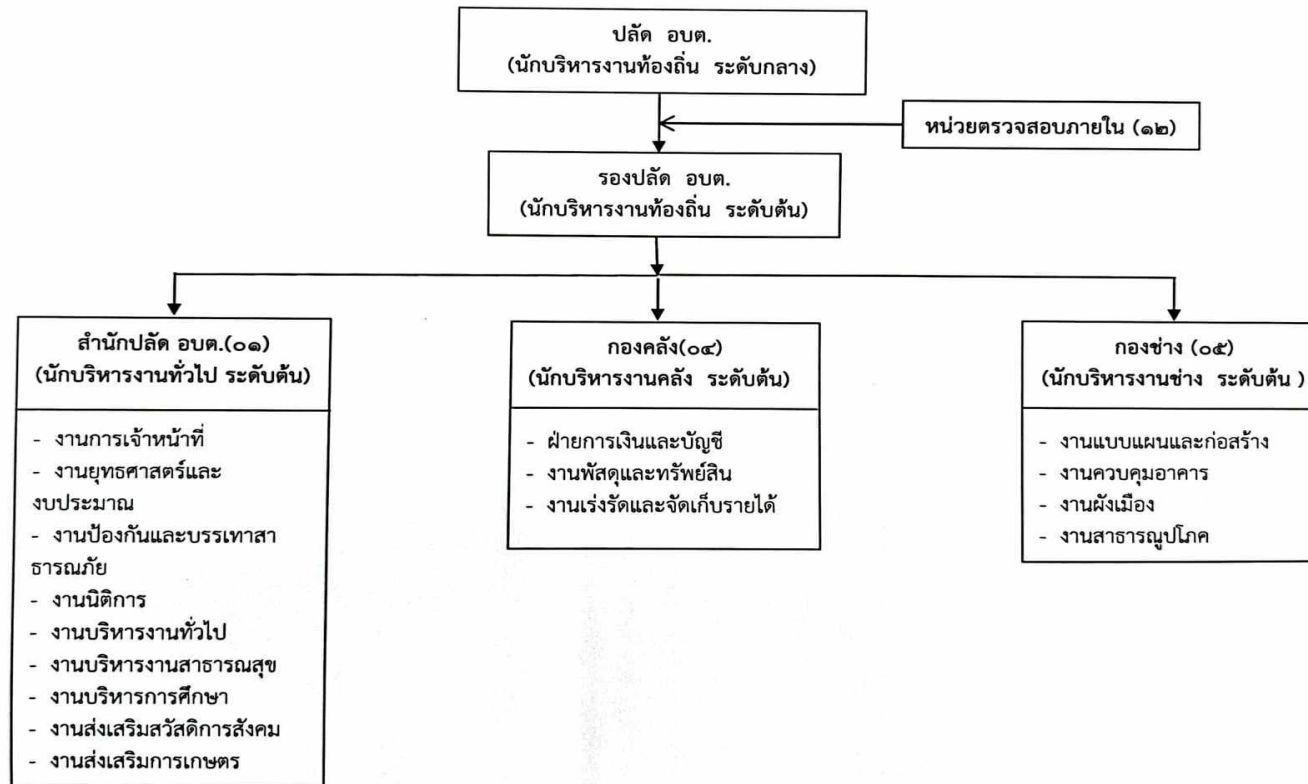 ปลัด อบต.
(นักบริหารงานท้องถิ่น ระดับกลาง)
หน่วยตรวจสอบภายใน (๑๒)
รองปลัด อบต.
(นักบริหารงานท้องถิ่น ระดับต้น)
สำนักปลัด อบต.(๐๑)
(นักบริหารงานทั่วไป ระดับต้น)
- งานการเจ้าหน้าที่
- งานยุทธศาสตร์และ
งบประมาณ
- งานป้องกันและบรรเทาสา
ธารณภัย
- งานนิติการ
- งานบริหารงานทั่วไป
- งานบริหารงานสาธารณสุข
- งานบริหารการศึกษา
- งานส่งเสริมสวัสดิการสังคม
- งานส่งเสริมการเกษตร
กองคลัง(๐๔)
(นักบริหารงานคลัง ระดับต้น)
- ฝ่ายการเงินและบัญชี
- งานพัสดุและทรัพย์สิน
- งานเร่งรัดและจัดเก็บรายได้
กองช่าง (๐๕)
(นักบริหารงานช่าง ระดับต้น )
- งานแบบแผนและก่อสร้าง
- งานควบคุมอาคาร
- งานผังเมือง
- งานสาธารณูปโภค